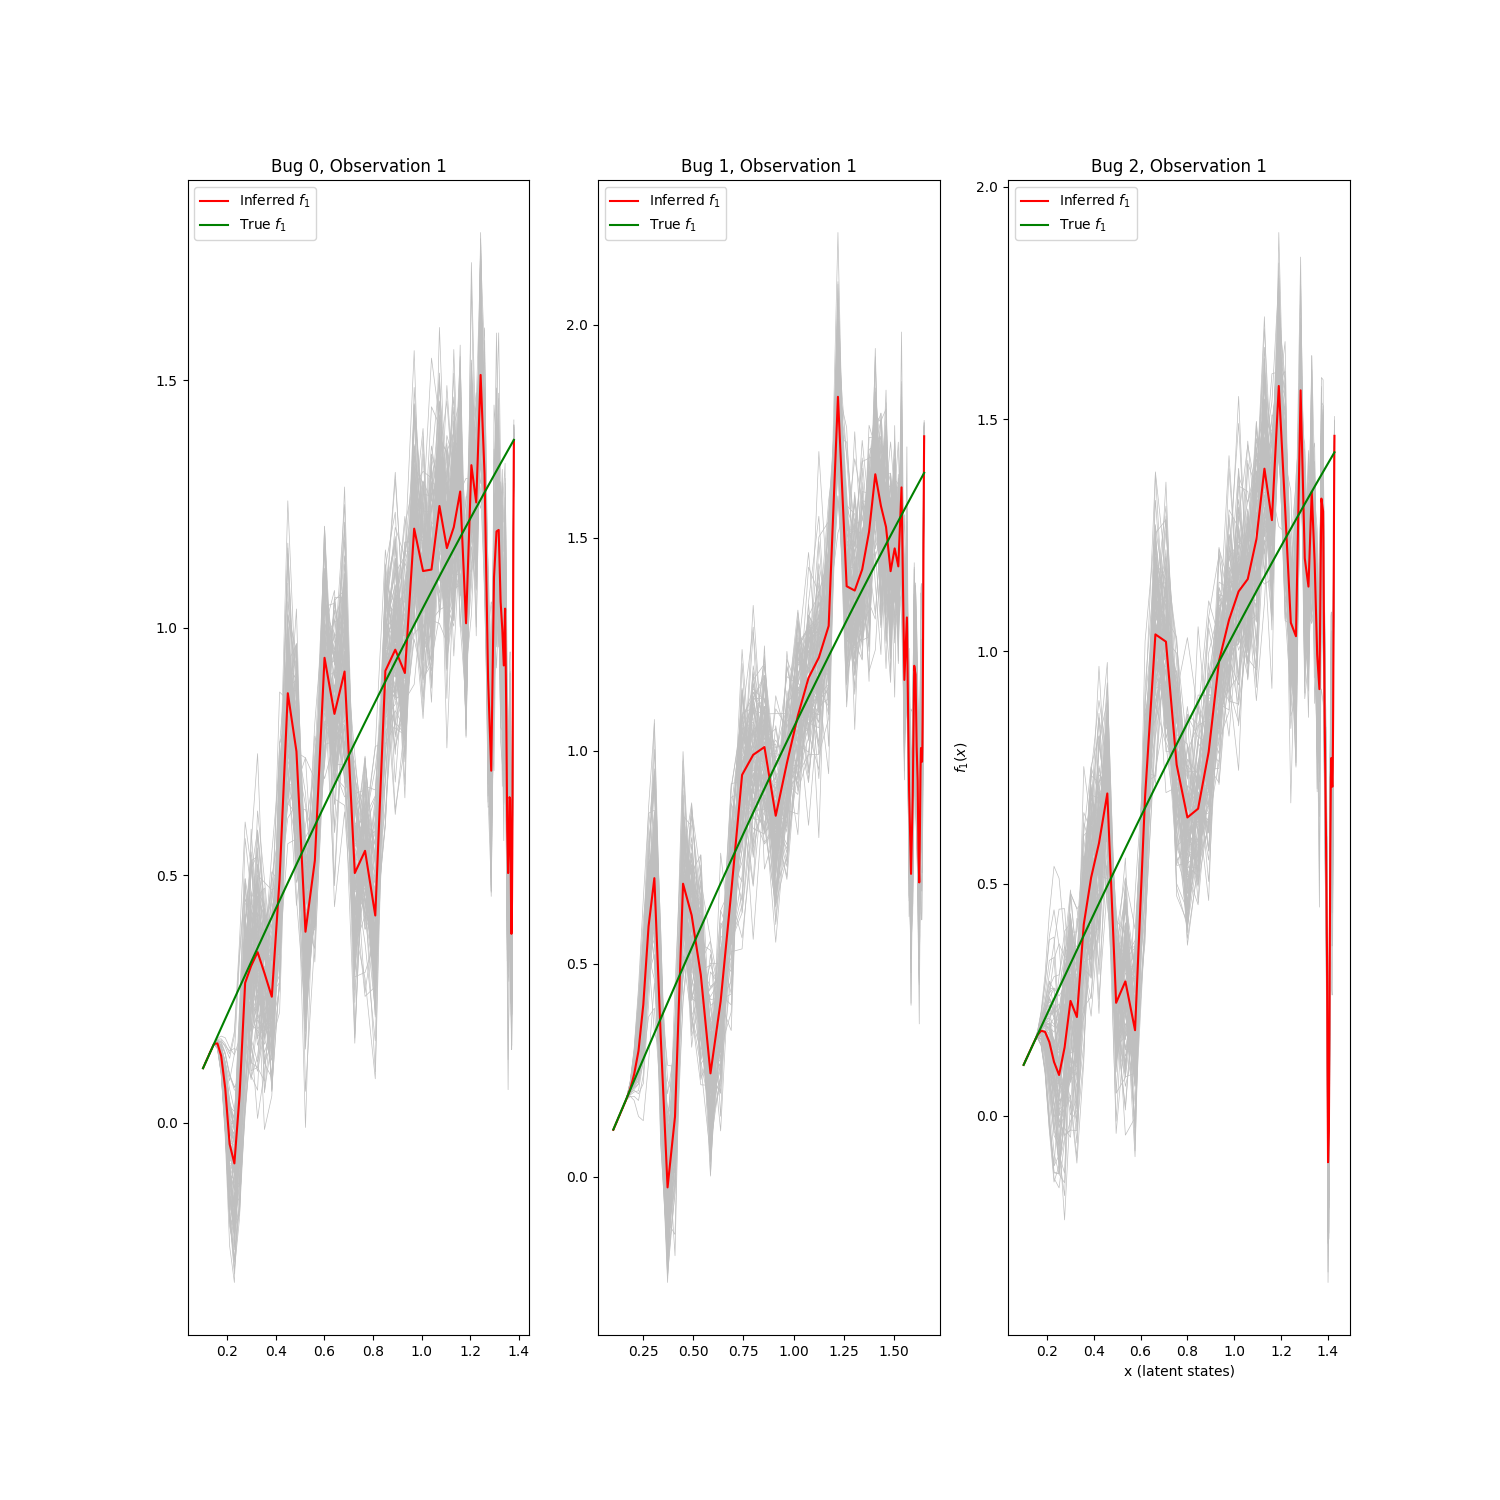 Bug 0, Observation 1
Inferred f₁
True f₁
1.5
1.0
0.5
0.0
0.2 0.4 0.6 0.8 1.0 1.2 1.4
Bug 1, Observation 1
Inferred f₁
True f₁
2.0
1.5
1.0
0.5
0.0
0.25 0.50 0.75 1.00 1.25 1.50
Bug 2, Observation 1
Inferred f₁
True f₁
f₁(x)
2.0
1.5
1.0
0.5
0.0
0.2 0.4 0.6 0.8 1.0 1.2 1.4
x (latent states)